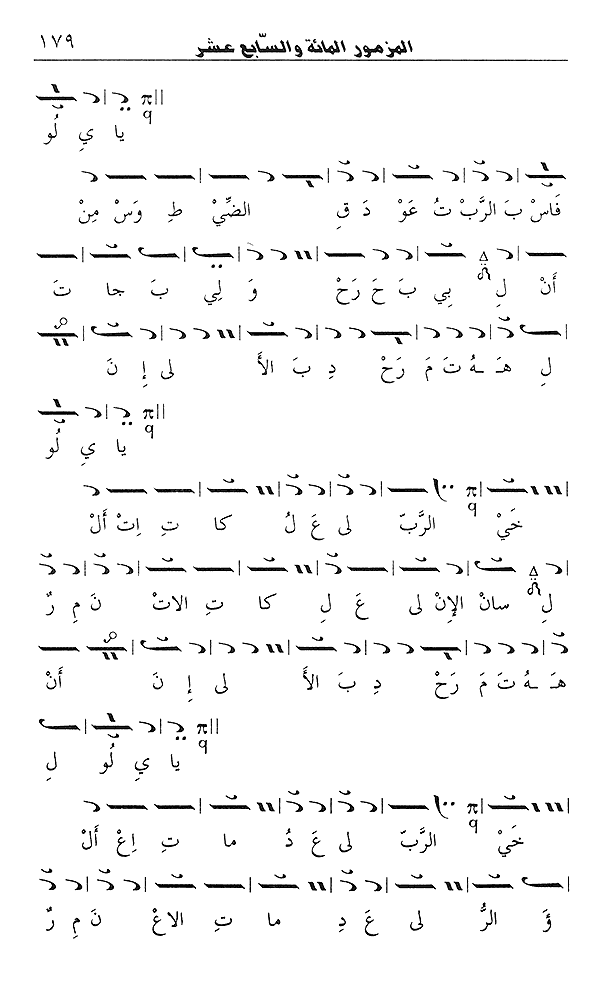 المزمور المائة والسّابع عشر ١٧٩
لُو يِ يا
مِنْ وَسْ طِ الضِّيْ قِ دَ عَوْ تُ الرَّبْ بَ فَاسْ
تَ جا بَ لِي وَ رَحْ حَ بَ بِي لِ أَنْ
نَ إِ لى الأَ بَ دِ رَحْ مَ تَ ـهُ هَـ لِ
لُو يِ يا
أَلْ اِتْ تِ كا لُ عَ لى الرَّبّ خَيْ
رٌ مِ نَ الاتْ تِ كا لِ عَ لى الإِنْ سانْ لِ
أَنْ نَ إِ لى الأَ بَ دِ رَحْ مَ تَ ـهُ هَـ
لِ لُو يِ يا
أَلْ اِعْ تِ ما دُ عَ لى الرَّبّ خَيْ
رٌ مِ نَ الاعْ تِ ما دِ عَ لى الرُّ ؤَ